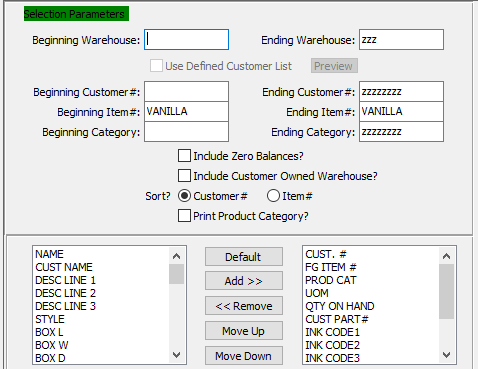 Selection Parameters
Beginning Warehouse: Ending Warehouse: zzz
Use Defined Customer List Preview
Beginning Customer#: Ending Customer#: zzzzzzzz
Beginning Item#: VANILLA Ending Item#: VANILLA
Beginning Category: Ending Category: zzzzzzzz
Include Zero Balances?
Include Customer Owned Warehouse?
Sort? Customer# Item#
Print Product Category?
NAME
CUST NAME
DESC LINE 1
DESC LINE 2
DESC LINE 3
STYLE
BOX L
BOX W
BOX D
Default
Add >>
<< Remove
Move Up
Move Down
CUST. #
FG ITEM #
PROD CAT
UOM
QTY ON HAND
CUST PART#
INK CODE1
INK CODE2
INK CODE3